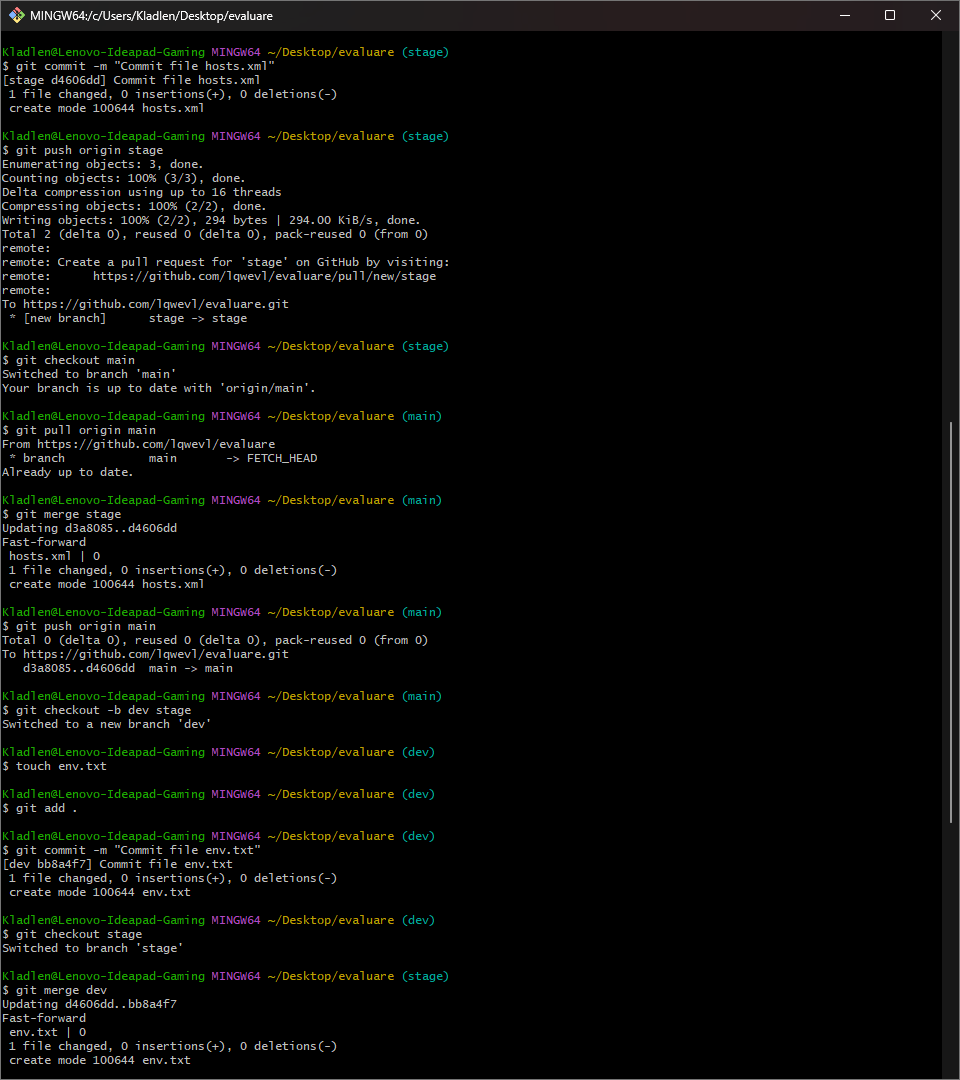 MINGW64:/c/Users/Kladlen/Desktop/evaluare
Kladlen@Lenovo-Ideapad-Gaming MINGW64 ~/Desktop/evaluare (stage)
$ git commit -m "Commit file hosts.xml"
[stage d4606dd] Commit file hosts.xml
 1 file changed, 0 insertions(+), 0 deletions(-)
 create mode 100644 hosts.xml
Kladlen@Lenovo-Ideapad-Gaming MINGW64 ~/Desktop/evaluare (stage)
$ git push origin stage
Enumerating objects: 3, done.
Counting objects: 100% (3/3), done.
Delta compression using up to 16 threads
Compressing objects: 100% (2/2), done.
Writing objects: 100% (2/2), 294 bytes | 294.00 KiB/s, done.
Total 2 (delta 0), reused 0 (delta 0), pack-reused 0 (from 0)
remote:
remote: Create a pull request for 'stage' on GitHub by visiting:
remote:      https://github.com/lqwevl/evaluare/pull/new/stage
remote:
To https://github.com/lqwevl/evaluare.git
 * [new branch]      stage -> stage
Kladlen@Lenovo-Ideapad-Gaming MINGW64 ~/Desktop/evaluare (stage)
$ git checkout main
Switched to branch 'main'
Your branch is up to date with 'origin/main'.
Kladlen@Lenovo-Ideapad-Gaming MINGW64 ~/Desktop/evaluare (main)
$ git pull origin main
From https://github.com/lqwevl/evaluare
 * branch            main       -> FETCH_HEAD
Already up to date.
Kladlen@Lenovo-Ideapad-Gaming MINGW64 ~/Desktop/evaluare (main)
$ git merge stage
Updating d3a8085..d4606dd
Fast-forward
 hosts.xml | 0
 1 file changed, 0 insertions(+), 0 deletions(-)
 create mode 100644 hosts.xml
Kladlen@Lenovo-Ideapad-Gaming MINGW64 ~/Desktop/evaluare (main)
$ git push origin main
Total 0 (delta 0), reused 0 (delta 0), pack-reused 0 (from 0)
To https://github.com/lqwevl/evaluare.git
   d3a8085..d4606dd  main -> main
Kladlen@Lenovo-Ideapad-Gaming MINGW64 ~/Desktop/evaluare (main)
$ git checkout -b dev stage
Switched to a new branch 'dev'
Kladlen@Lenovo-Ideapad-Gaming MINGW64 ~/Desktop/evaluare (dev)
$ touch env.txt
Kladlen@Lenovo-Ideapad-Gaming MINGW64 ~/Desktop/evaluare (dev)
$ git add .
Kladlen@Lenovo-Ideapad-Gaming MINGW64 ~/Desktop/evaluare (dev)
$ git commit -m "Commit file env.txt"
[dev bb8a4f7] Commit file env.txt
 1 file changed, 0 insertions(+), 0 deletions(-)
 create mode 100644 env.txt
Kladlen@Lenovo-Ideapad-Gaming MINGW64 ~/Desktop/evaluare (dev)
$ git checkout stage
Switched to branch 'stage'
Kladlen@Lenovo-Ideapad-Gaming MINGW64 ~/Desktop/evaluare (stage)
$ git merge dev
Updating d4606dd..bb8a4f7
Fast-forward
 env.txt | 0
 1 file changed, 0 insertions(+), 0 deletions(-)
 create mode 100644 env.txt